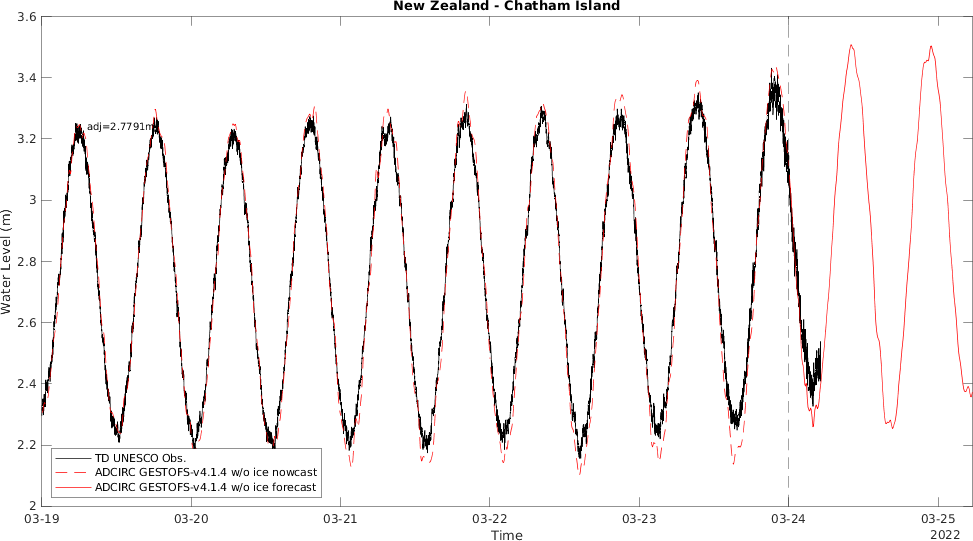 New Zealand - Chatham Island
3.6
3.4
3.2
3
2.8
2.6
2.4
2.2
2
Water Level (m)
adj=2.7791m
TD UNESCO Obs.
ADCIRC GESTOFS-v4.1.4 w/o ice nowcast
ADCIRC GESTOFS-v4.1.4 w/o ice forecast
03-19 03-20 03-21 03-22 03-23 03-24 03-25
Time 2022